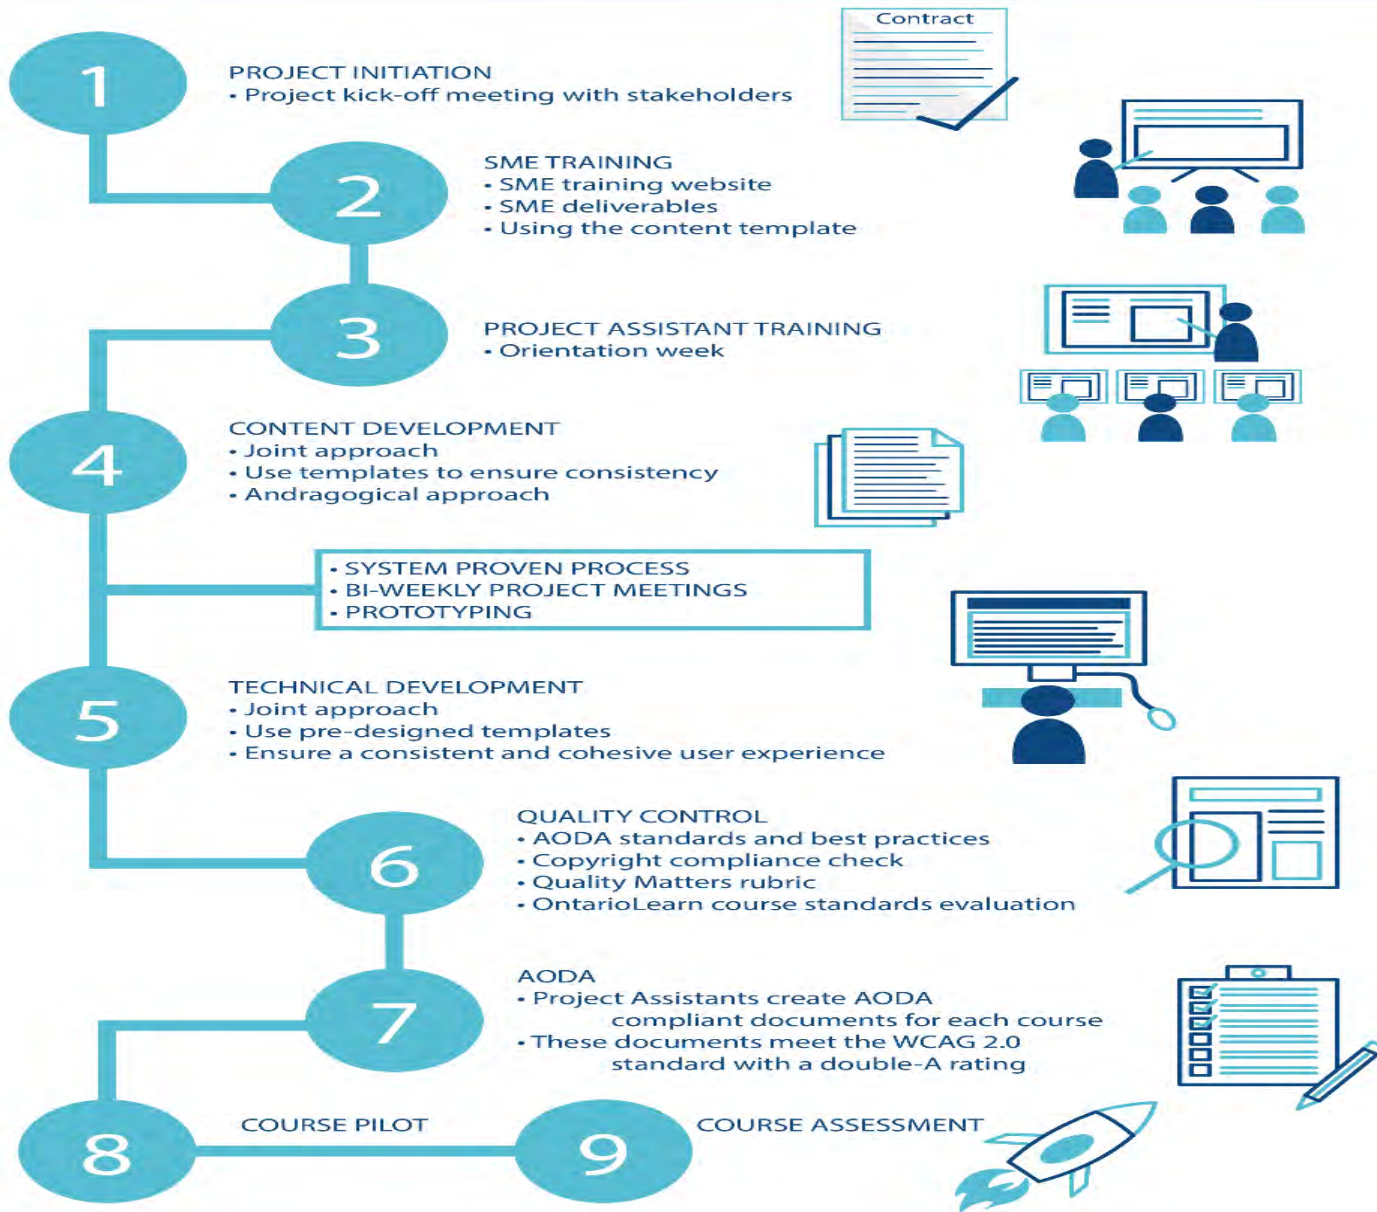 Contract
1
PROJECT INITIATION
• Project kick-off meeting with stakeholders
2
SME TRAINING
• SME training website
• SME deliverables
• Using the content template
3
PROJECT ASSISTANT TRAINING
• Orientation week
4
CONTENT DEVELOPMENT
• Joint approach
• Use templates to ensure consistency
• Andragogical approach
• SYSTEM PROVEN PROCESS
• BI-WEEKLY PROJECT MEETINGS
• PROTOTYPING
5
TECHNICAL DEVELOPMENT
• Joint approach
• Use pre-designed templates
• Ensure a consistent and cohesive user experience
6
QUALITY CONTROL
• AODA standards and best practices
• Copyright compliance check
• Quality Matters rubric
• OntarioLearn course standards evaluation
7
AODA
• Project Assistants create AODA
compliant documents for each course
• These documents meet the WCAG 2.0
standard with a double-A rating
8
COURSE PILOT
9
COURSE ASSESSMENT